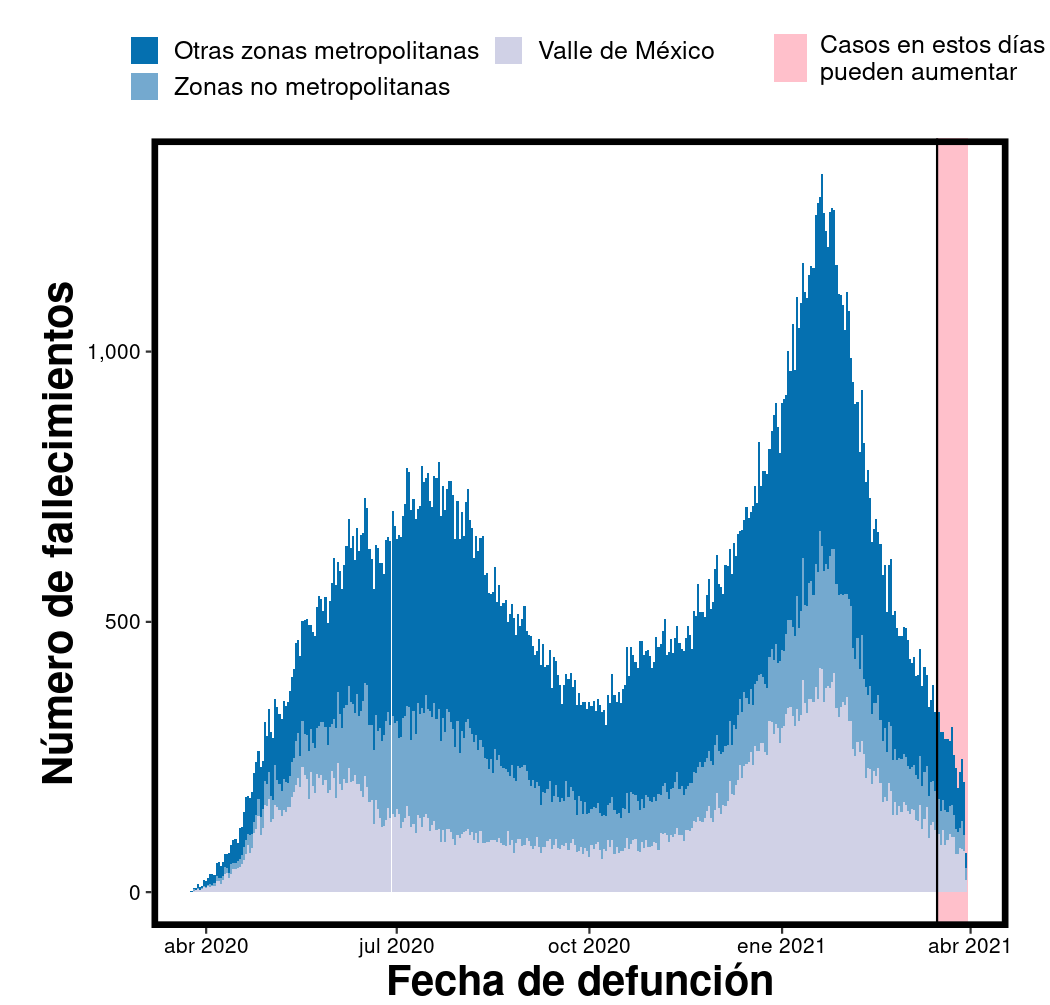 Otras zonas metropolitanas
Zonas no metropolitanas
Valle de México
Casos en estos días
pueden aumentar
Número de fallecimientos
1,000
500
0
abr 2020
jul 2020
oct 2020
ene 2021
abr 2021
Fecha de defunción